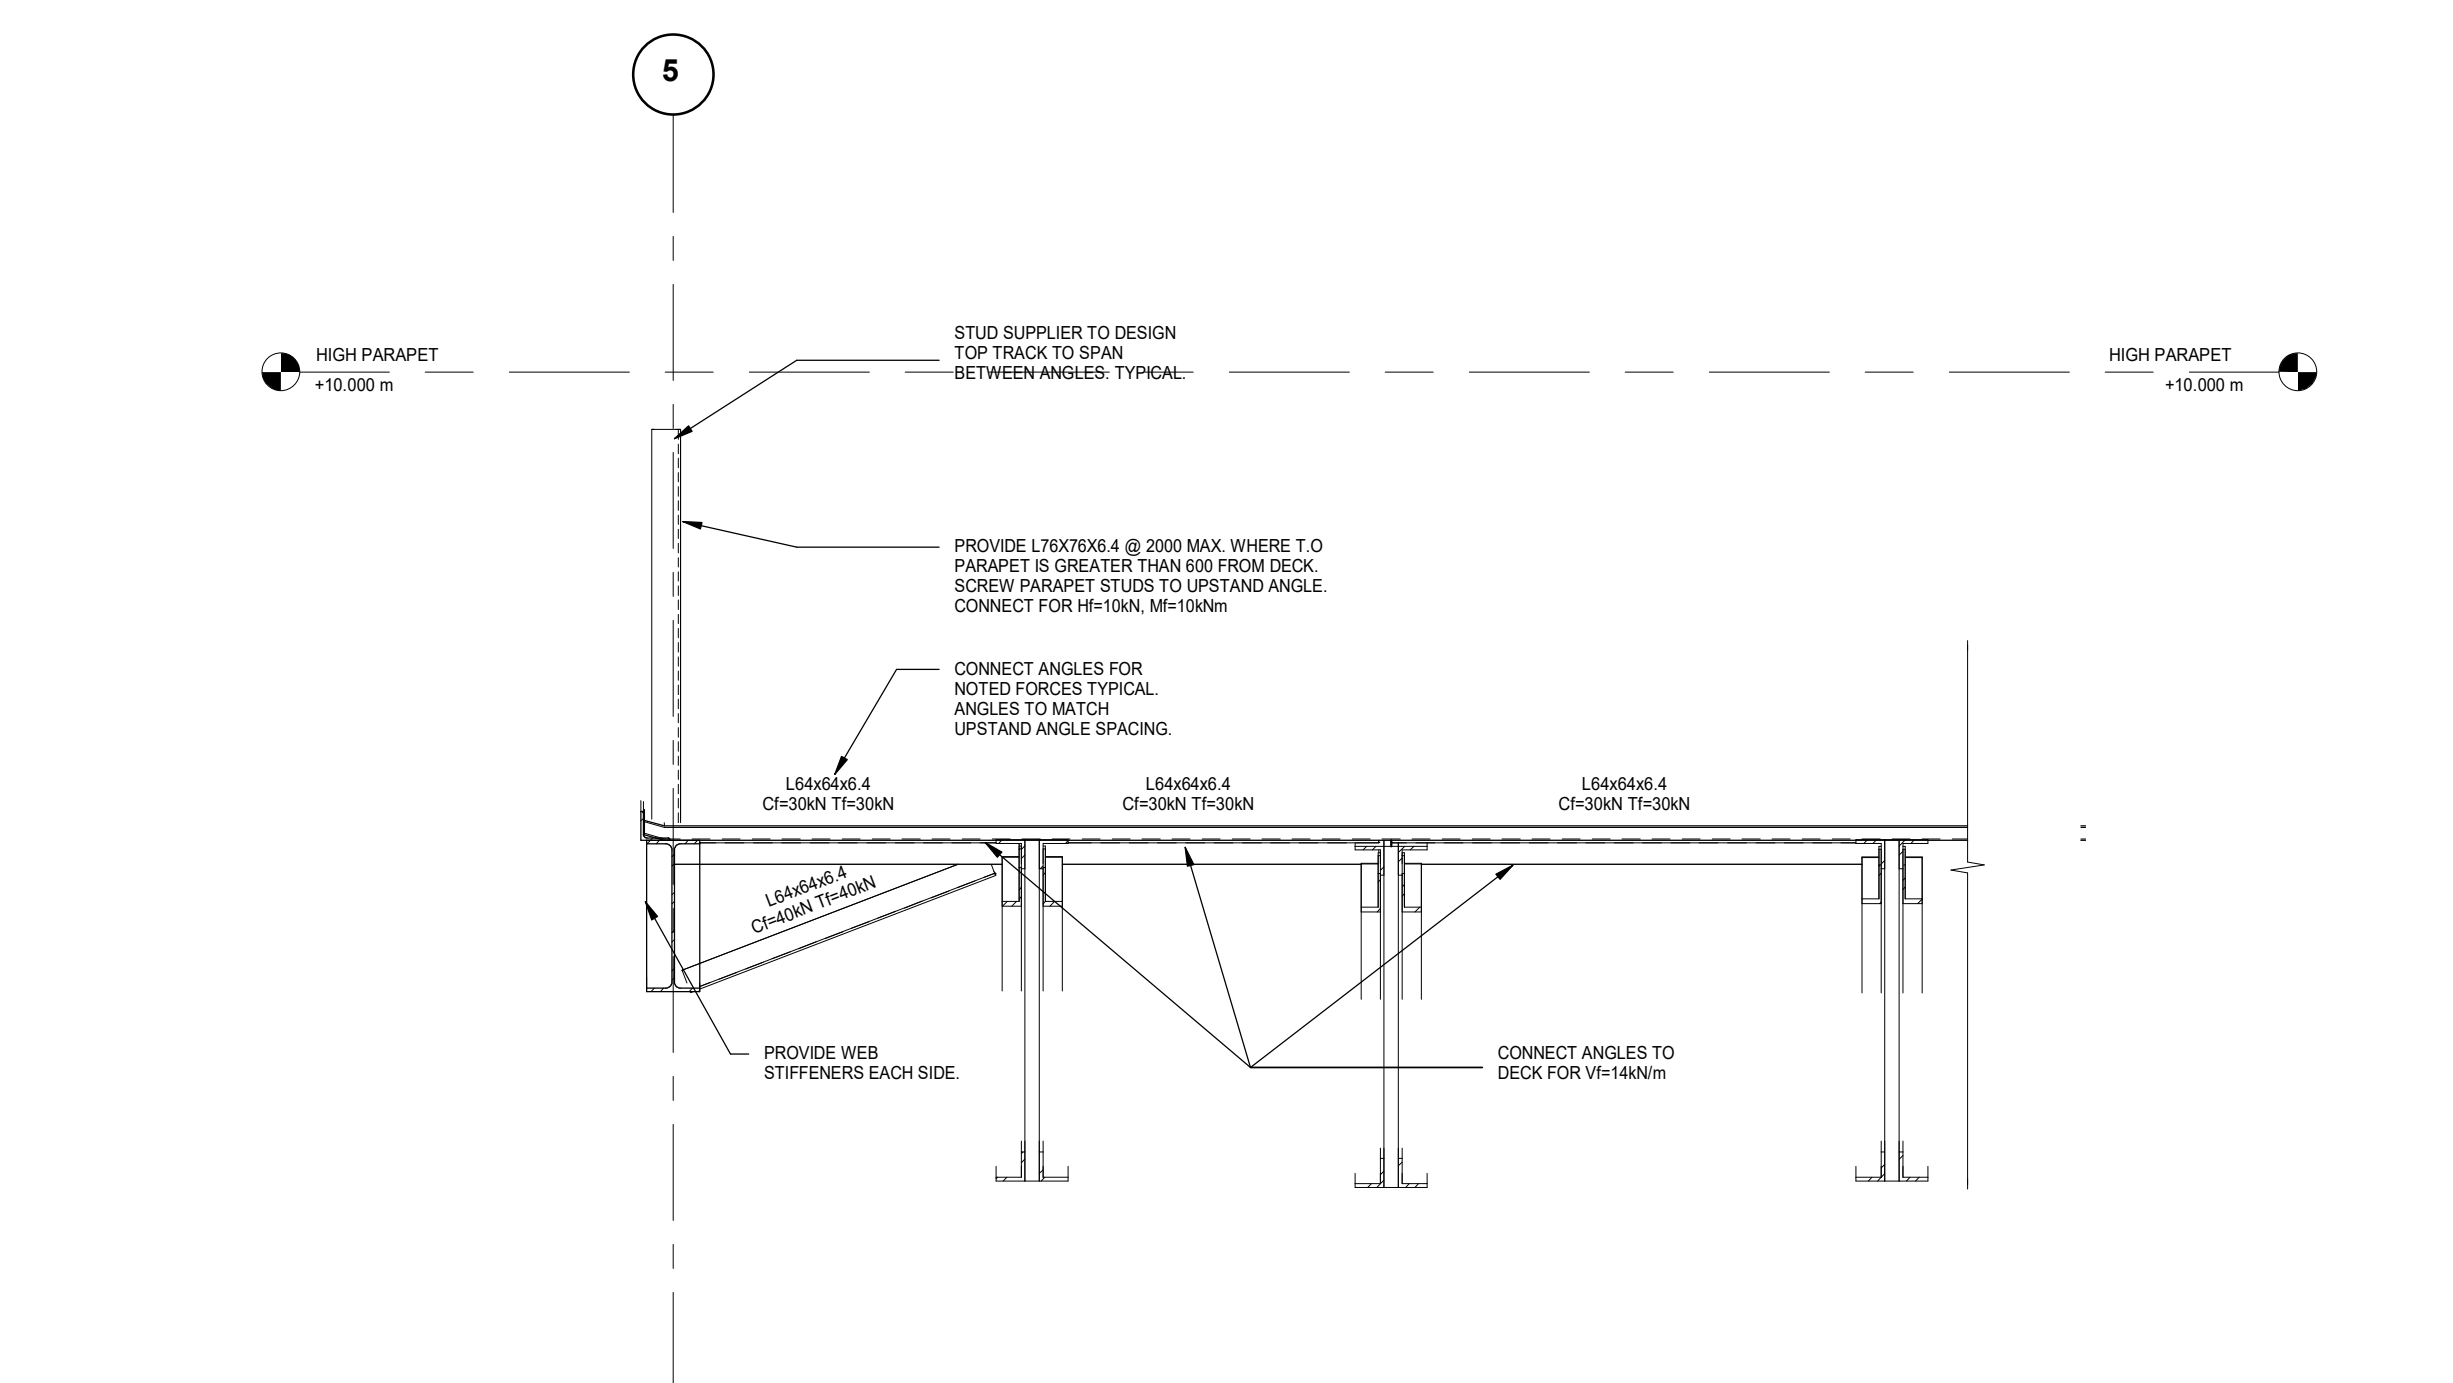 5
HIGH PARAPET
+10.000 m
HIGH PARAPET
+10.000 m
STUD SUPPLIER TO DESIGN
TOP TRACK TO SPAN
BETWEEN ANGLES. TYPICAL.
PROVIDE L76X76X6.4 @ 2000 MAX. WHERE T.O
PARAPET IS GREATER THAN 600 FROM DECK.
SCREW PARAPET STUDS TO UPSTAND ANGLE.
CONNECT FOR Hf=10kN, Mf=10kNm
CONNECT ANGLES FOR
NOTED FORCES TYPICAL.
ANGLES TO MATCH
UPSTAND ANGLE SPACING.
L64x64x6.4
Cf=30kN Tf=30kN
L64x64x6.4
Cf=30kN Tf=30kN
L64x64x6.4
Cf=30kN Tf=30kN
L64x64x6.4
Cf=40kN Tf=40kN
PROVIDE WEB
STIFFENERS EACH SIDE.
CONNECT ANGLES TO
DECK FOR Vf=14kN/m